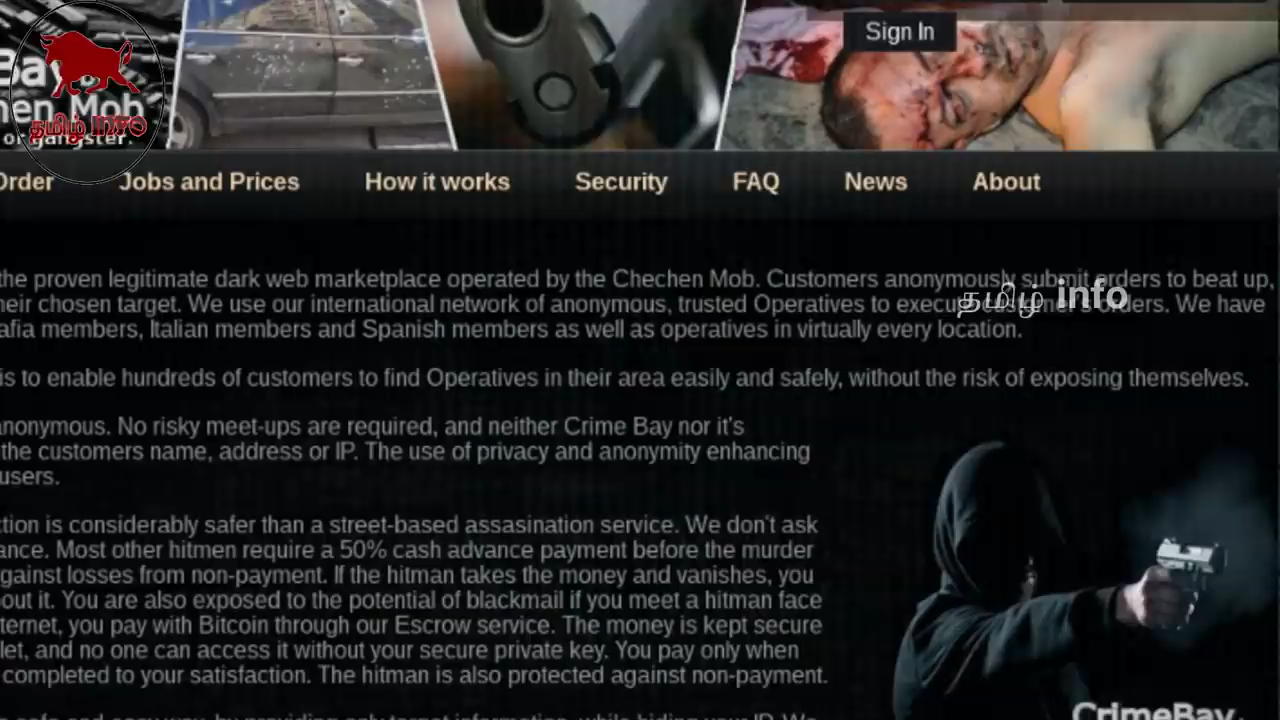 Bay
hen Mob
தமிழ் INFO
or gangster.
Sign In
Order Jobs and Prices How it works Security FAQ News About
the proven legitimate dark web marketplace operated by the Chechen Mob. Customers anonymously submit orders to beat up,
heir chosen target. We use our international network of anonymous, trusted Operatives to execute customer's orders. We have
தமிழ் info
afia members, Italian members and Spanish members as well as operatives in virtually every location.
is to enable hundreds of customers to find Operatives in their area easily and safely, without the risk of exposing themselves.
anonymous. No risky meet-ups are required, and neither Crime Bay nor it's
the customers name, address or IP. The use of privacy and anonymity enhancing
users.
ction is considerably safer than a street-based assasination service. We don't ask
ance. Most other hitmen require a 50% cash advance payment before the murder
gainst losses from non-payment. If the hitman takes the money and vanishes, you
out it. You are also exposed to the potential of blackmail if you meet a hitman face
ternet, you pay with Bitcoin through our Escrow service. The money is kept secure
let, and no one can access it without your secure private key. You pay only when
completed to your satisfaction. The hitman is also protected against non-payment.
CrimeBay